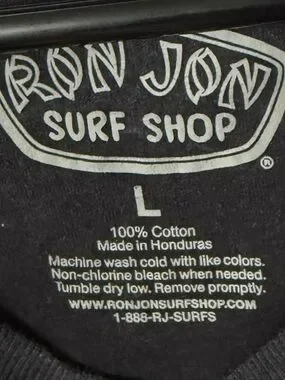 RON JON
SURF SHOP
®
L
100% Cotton
Made in Honduras
Machine wash cold with like colors.
Non-chlorine bleach when needed.
Tumble dry low. Remove promptly.
WWW.RONJONSURFSHOP.COM
1-888-RJ-SURFS